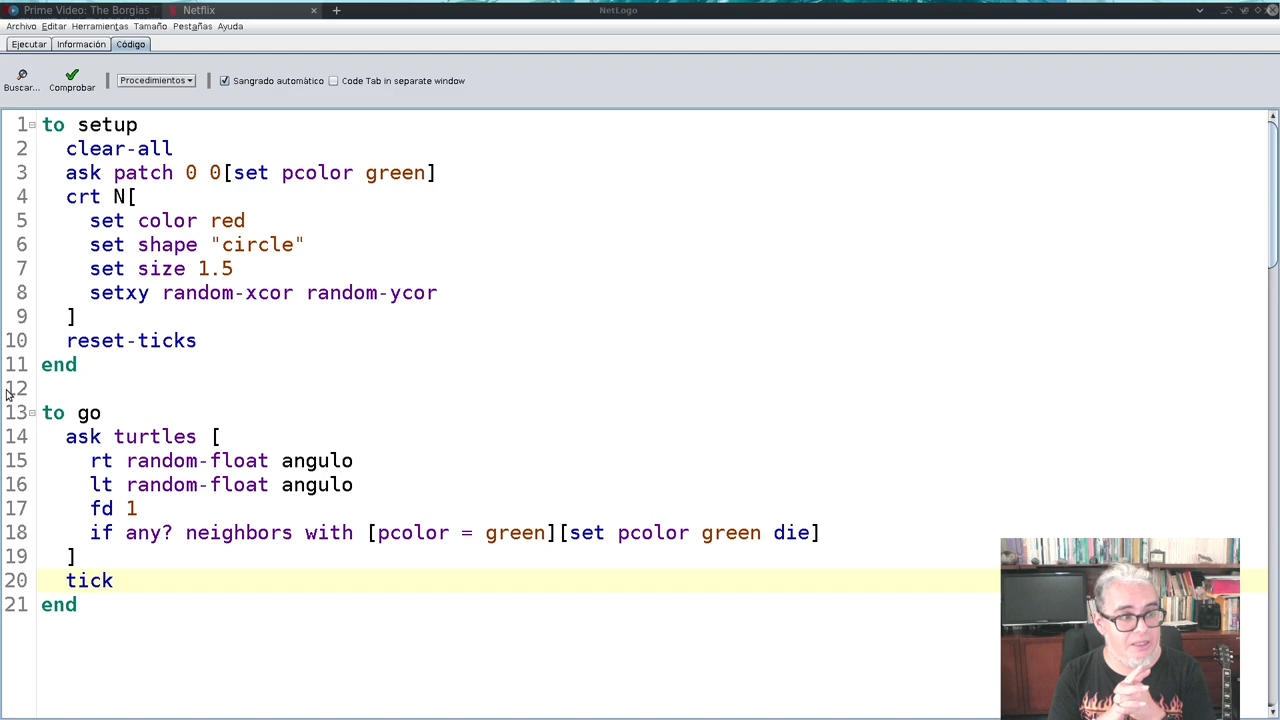 Prime Video: The Borgias
Netflix
NetLogo
Archivo Editar Herramientas Tamaño Pestañas Ayuda
Ejecutar Información Código
Buscar... Comprobar Procedimientos Sangrado automático Code Tab in separate window
1 to setup
2 clear-all
3 ask patch 0 0[set pcolor green]
4 crt N[
5 set color red
6 set shape "circle"
7 set size 1.5
8 setxy random-xcor random-ycor
9 ]
10 reset-ticks
11 end
12
13 to go
14 ask turtles [
15 rt random-float angulo
16 lt random-float angulo
17 fd 1
18 if any? neighbors with [pcolor = green][set pcolor green die]
19 ]
20 tick
21 end